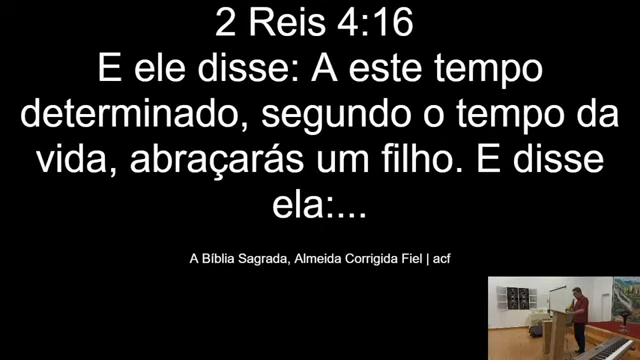 2 Reis 4:16
E ele disse: A este tempo
determinado, segundo o tempo da
vida, abraçarás um filho. E disse
ela:...
A Bíblia Sagrada, Almeida Corrigida Fiel | acf